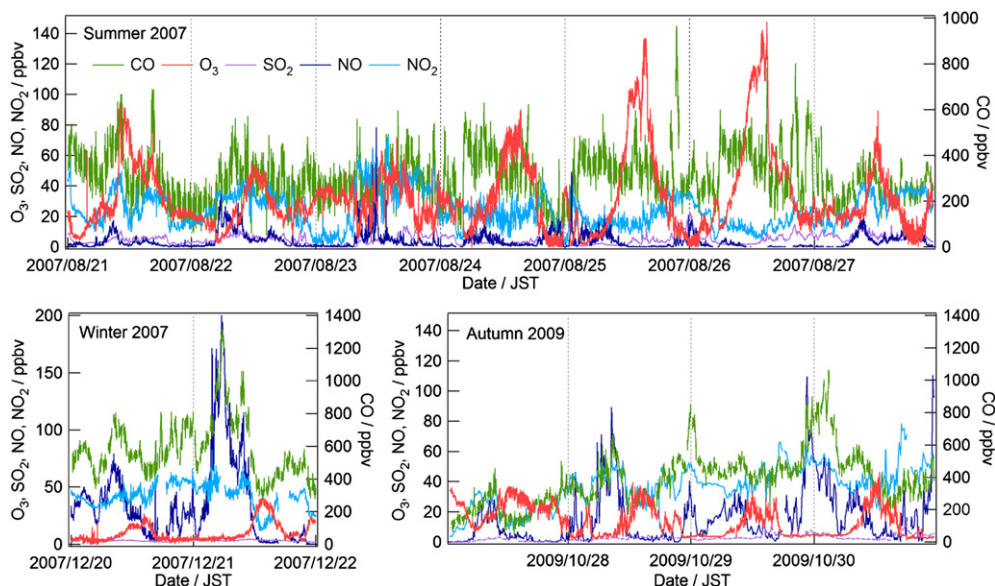 Summer 2007
CO O3 SO2 NO NO2
O3, SO2, NO, NO2 / ppbv
140
120
100
80
60
40
20
0
1000
800
600
400
200
0
CO / ppbv
2007/08/21 2007/08/22 2007/08/23 2007/08/24 2007/08/25 2007/08/26 2007/08/27
Date / JST
Winter 2007
O3, SO2, NO, NO2 / ppbv
200
150
100
50
0
1400
1200
1000
800
600
400
200
0
CO / ppbv
2007/12/20 2007/12/21 2007/12/22
Date / JST
Autumn 2009
O3, SO2, NO, NO2 / ppbv
140
120
100
80
60
40
20
0
1400
1200
1000
800
600
400
200
0
CO / ppbv
2009/10/28 2009/10/29 2009/10/30
Date / JST